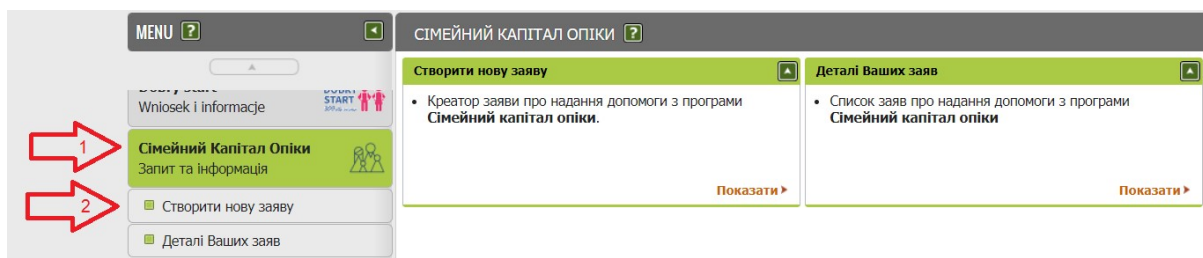 MENU ?
Wniosek i informacje
START
1
Сімейний Капітал Опіки
Запит та інформація
2
Створити нову заяву
Деталі Ваших заяв
СІМЕЙНИЙ КАПІТАЛ ОПІКИ ?
Створити нову заяву
• Креатор заяви про надання допомоги з програми
Сімейний капітал опіки.
Показати
Деталі Ваших заяв
• Список заяв про надання допомоги з програми
Сімейний капітал опіки
Показати